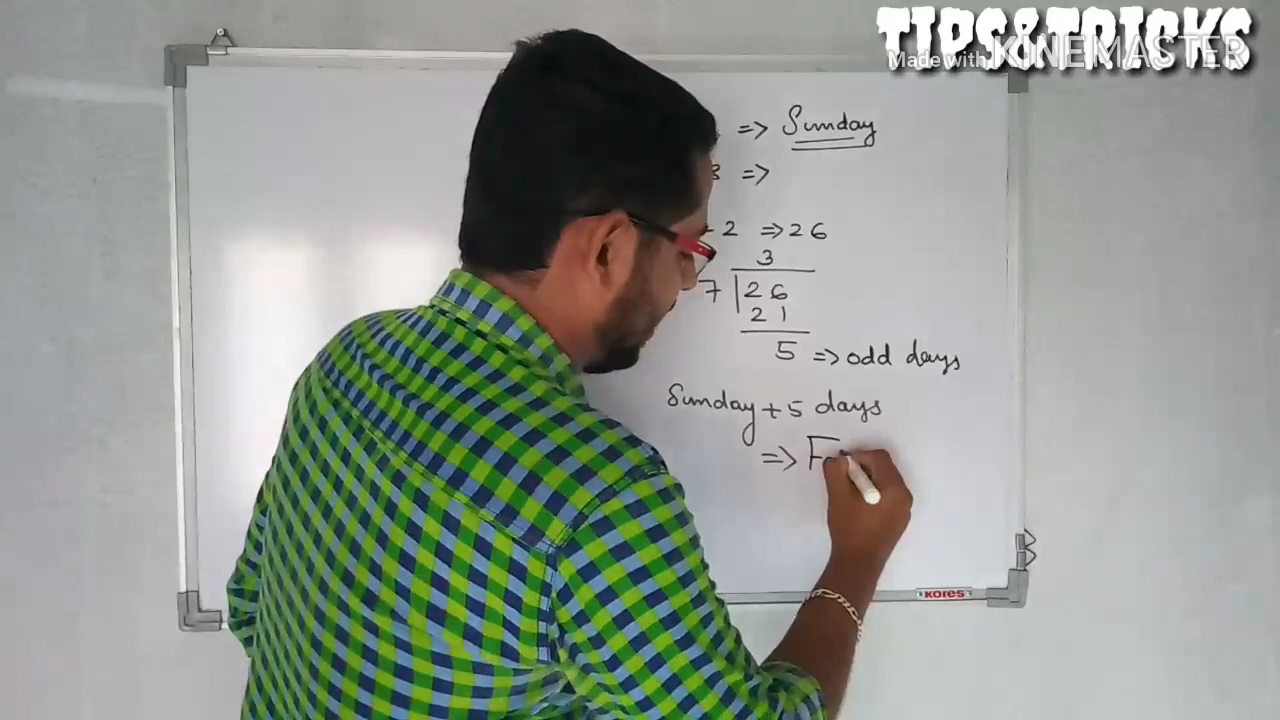 TIPS&TRICKS
Made with KINEMASTER
=> Sunday
3 =>
+ 2 => 26
3
7 26
21
5 => odd days
Sunday + 5 days
=>
KORES